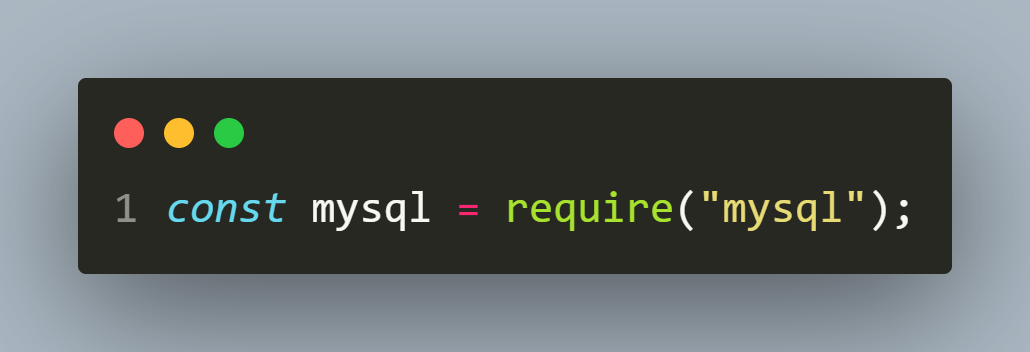 1 const mysql = require("mysql");